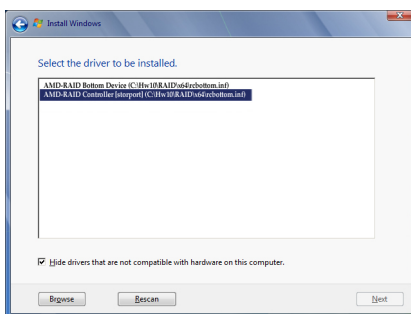 Install Windows
Select the driver to be installed.
AMD-RAID Bottom Device (C:\Hw10\RAID\x64\rcbottom.inf)
AMD-RAID Controller [storport] (C:\Hw10\RAID\x64\rcbottom.inf)
Hide drivers that are not compatible with hardware on this computer.
Browse
Rescan
Next